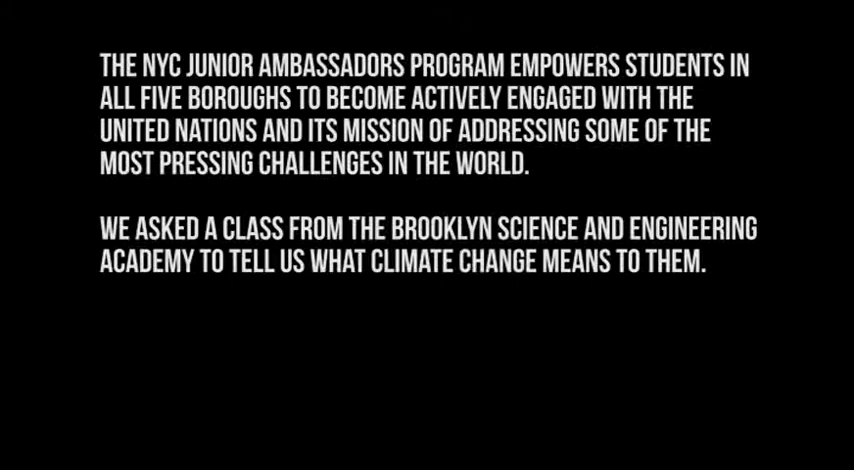 THE NYC JUNIOR AMBASSADORS PROGRAM EMPOWERS STUDENTS IN
ALL FIVE BOROUGHS TO BECOME ACTIVELY ENGAGED WITH THE
UNITED NATIONS AND ITS MISSION OF ADDRESSING SOME OF THE
MOST PRESSING CHALLENGES IN THE WORLD.
WE ASKED A CLASS FROM THE BROOKLYN SCIENCE AND ENGINEERING
ACADEMY TO TELL US WHAT CLIMATE CHANGE MEANS TO THEM.